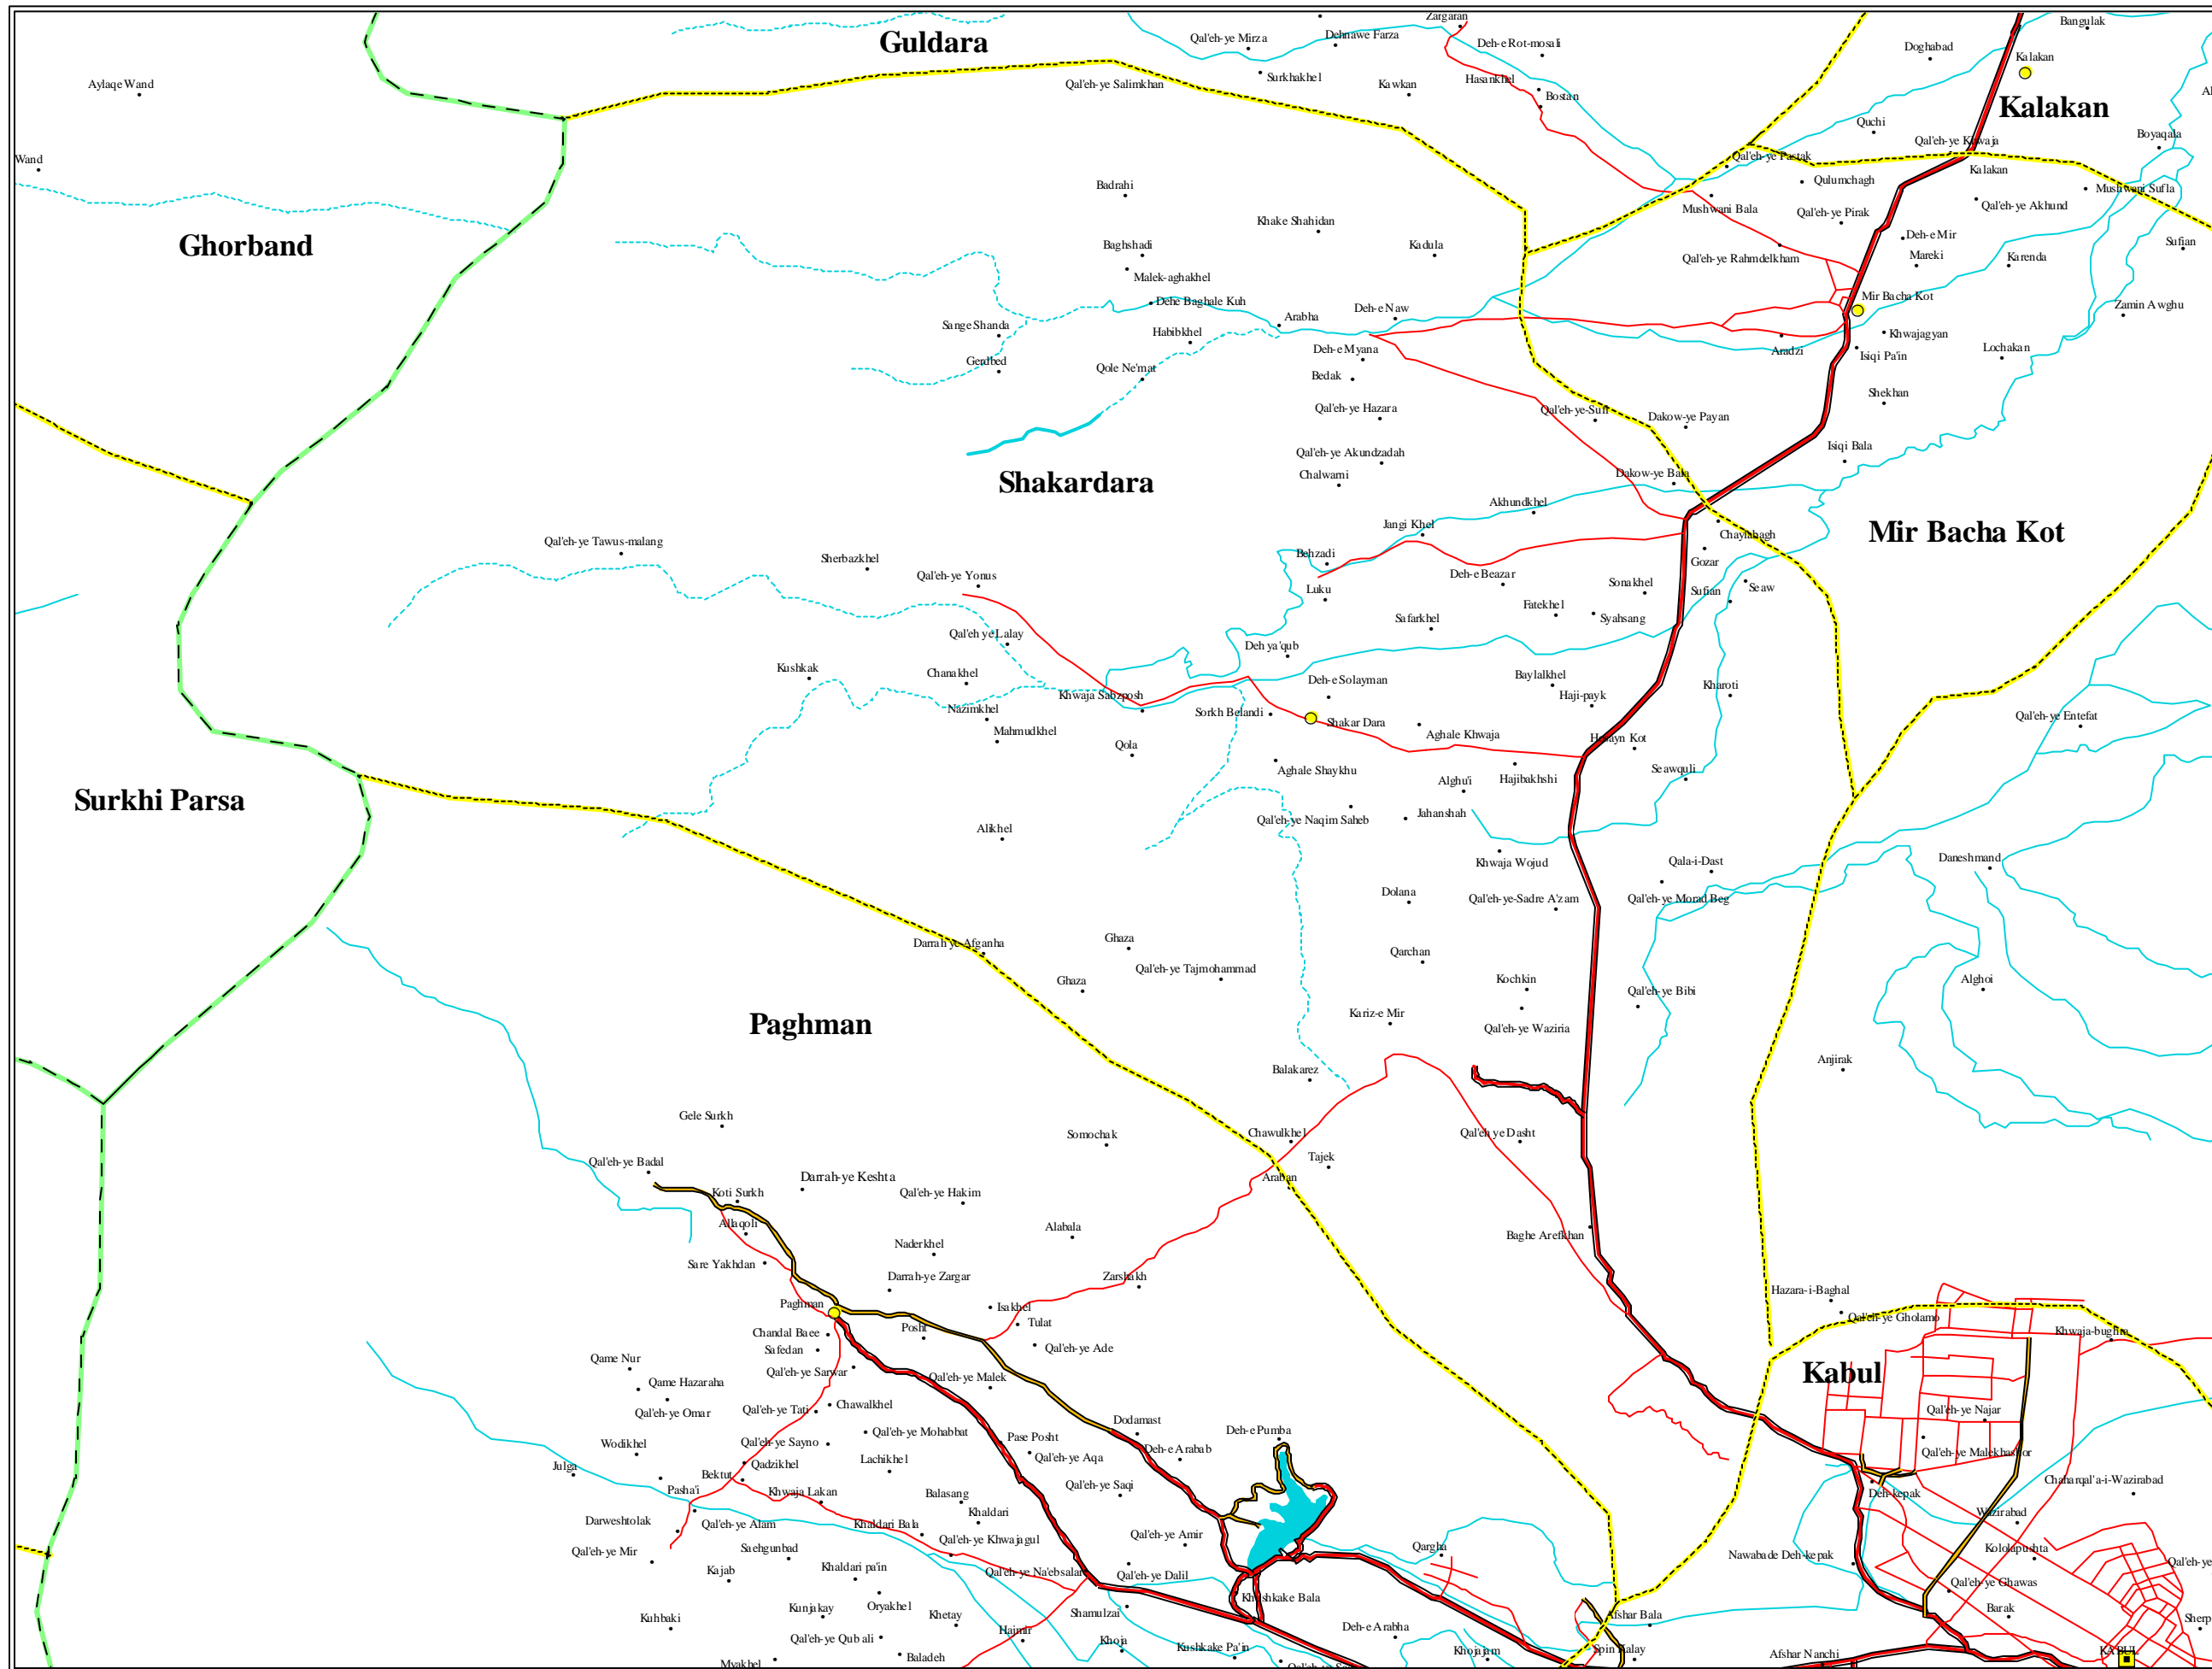 Zargaran
Bangulak
Guldara
Qal'eh-ye Mirza
Dehnawe Farza
Deh-e Rot-mosali
Doghabad
Kalakan
Aylaqe Wand
Qal'eh-ye Salimkhan
Surkhakhel
Kawkan
Hasankhel
Bostan
Kalakan
Quchi
Boyaqala
Wand
Qal'eh-ye Khwaja
Qal'eh-ye Pastak
Kalakan
Badrahi
Qulumchagh
Mushwani Sufla
Mushwani Bala
Qal'eh-ye Pirak
Qal'eh-ye Akhund
Khake Shahidan
Ghorband
Baghshadi
Kadula
Deh-e Mir
Sufian
Qal'eh-ye Rahmdelkham
Mareki
Karenda
Malek-aghakhel
Dehe Baghale Kuh
Mir Bacha Kot
Zamin Awghu
Sange Shanda
Habibkhel
Arabha
Deh-e Naw
Khwajagyan
Gerdbed
Qole Ne'mat
Deh-e Myana
Aradzi
Isiqi Pa'in
Lochakan
Bedak
Shekhan
Qal'eh-ye Hazara
Qal'eh-ye-Sufi
Dakow-ye Payan
Isiqi Bala
Qal'eh-ye Akundzadah
Shakardara
Chalwarni
Dakow-ye Bala
Akhundkhel
Jangi Khel
Mir Bacha Kot
Chaylabagh
Qal'eh-ye Tawus-malang
Sherbazkhel
Qal'eh-ye Yonus
Behzadi
Gozar
Luku
Deh-e Beazar
Sonakhel
Sufian
Seaw
Fatekhel
Safarkhel
Syahsang
Qal'eh ye Lalay
Deh ya'qub
Kushkak
Chanakhel
Deh-e Solayman
Baylalkhel
Kharoti
Khwaja Sabzposh
Haji-payk
Nazimkhel
Sorkh Belandi
Shakar Dara
Qal'eh-ye Entefat
Mahmudkhel
Qola
Aghale Khwaja
Hosayn Kot
Aghale Shaykhu
Alghu'i
Hajibakhshi
Seawquli
Surkhi Parsa
Qal'eh-ye Naqim Saheb
Jahanshah
Alikhel
Khwaja Wojud
Qala-i-Dast
Daneshmand
Dolana
Qal'eh-ye-Sadre A'zam
Qal'eh-ye Morad Beg
Darrah ye Afganha
Ghaza
Qarchan
Qal'eh-ye Tajmohammad
Ghaza
Kochkin
Qal'eh-ye Bibi
Alghoi
Paghman
Kariz-e Mir
Qal'eh-ye Waziria
Anjirak
Balakarez
Gele Surkh
Somochak
Chawulkhel
Qal'eh ye Dasht
Qal'eh-ye Badal
Tajek
Darrah-ye Keshta
Araban
Koti Surkh
Qal'eh-ye Hakim
Allaqoli
Alabala
Baghe Arefkhan
Naderkhel
Sare Yakhdan
Darrah-ye Zargar
Zarshakh
Hazara-i-Baghal
Paghman
Isakhel
Qal'eh-ye Gholamo
Chandal Baee
Posht
Tulat
Khwaja-bughra
Safedan
Qal'eh-ye Ade
Qame Nur
Qal'eh-ye Sarwar
Qal'eh-ye Malek
Kabul
Qame Hazaraha
Qal'eh-ye Omar
Qal'eh-ye Tati
Chawalkhel
Qal'eh-ye Najar
Dodamast
Deh-e Pumba
Qal'eh-ye Mohabbat
Wodikhel
Qal'eh-ye Sayno
Pase Posht
Deh-e Arabab
Qal'eh-ye Aqa
Lachikhel
Julga
Bektut
Qadzikhel
Qal'eh-ye Saqi
Chaharqal'a-i-Wazirabad
Pasha'i
Khwaja Lakan
Balasang
Deh-kepak
Khaldari
Wazirabad
Darweshtolak
Qal'eh-ye Alam
Khaldari Bala
Qal'eh-ye Amir
Qal'eh-ye Khwajagul
Qal'eh-ye Mir
Saehgunbad
Qargha
Nawabade Deh-kepak
Kololapushta
Kajab
Khaldari pa'in
Qal'eh-ye Na'ebsalar
Qal'eh-ye Dalil
Qal'eh-ye Ghawas
Kunjakay
Oryakhel
Khetay
Shamulzai
Khushkake Bala
Barak
Kuhbaki
Afshar Bala
Sherp
Qal'eh-ye Qub ali
Hajmir
Deh-e Arabha
Khoja
Kushkake Pa'in
Khojajam
Spin Kalay
Afshar Nanchi
KABUL
Myakhel
Baladeh